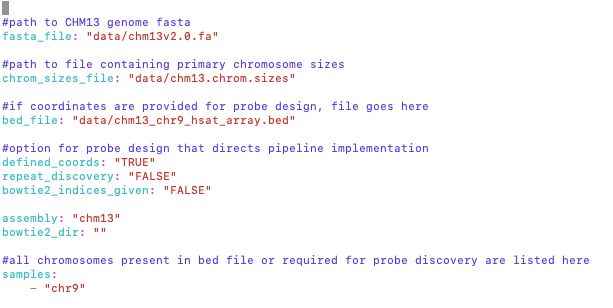 #path to CHM13 genome fasta
fasta_file: "data/chm13v2.0.fa"
#path to file containing primary chromosome sizes
chrom_sizes_file: "data/chm13.chrom.sizes"
#if coordinates are provided for probe design, file goes here
bed_file: "data/chm13_chr9_hsat_array.bed"
#option for probe design that directs pipeline implementation
defined_coords: "TRUE"
repeat_discovery: "FALSE"
bowtie2_indices_given: "FALSE"
assembly: "chm13"
bowtie2_dir: ""
#all chromosomes present in bed file or required for probe discovery are listed here
samples:
    - "chr9"